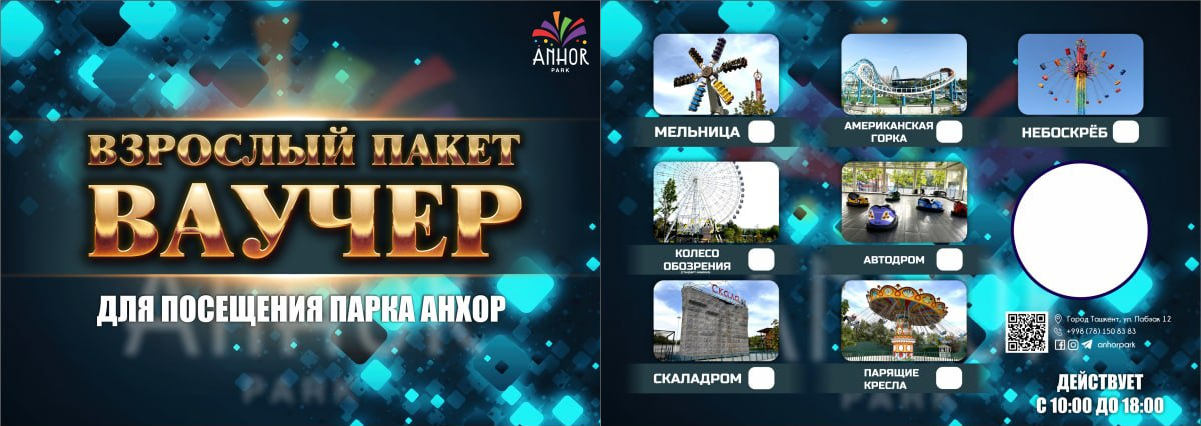 ANHOR
PARK
ВЗРОСЛЫЙ ПАКЕТ
ВАУЧЕР
ДЛЯ ПОСЕЩЕНИЯ ПАРКА АНХОР
МЕЛЬНИЦА
АМЕРИКАНСКАЯ
ГОРКА
НЕБОСКРЁБ
КОЛЕСО
ОБОЗРЕНИЯ
АВТОДРОМ
СКАЛАДРОМ
ПАРЯЩИЕ
КРЕСЛА
Город Ташкент, ул. Лабзак 12
+998 (78) 150 83 83
anhorpark
ДЕЙСТВУЕТ
С 10:00 ДО 18:00